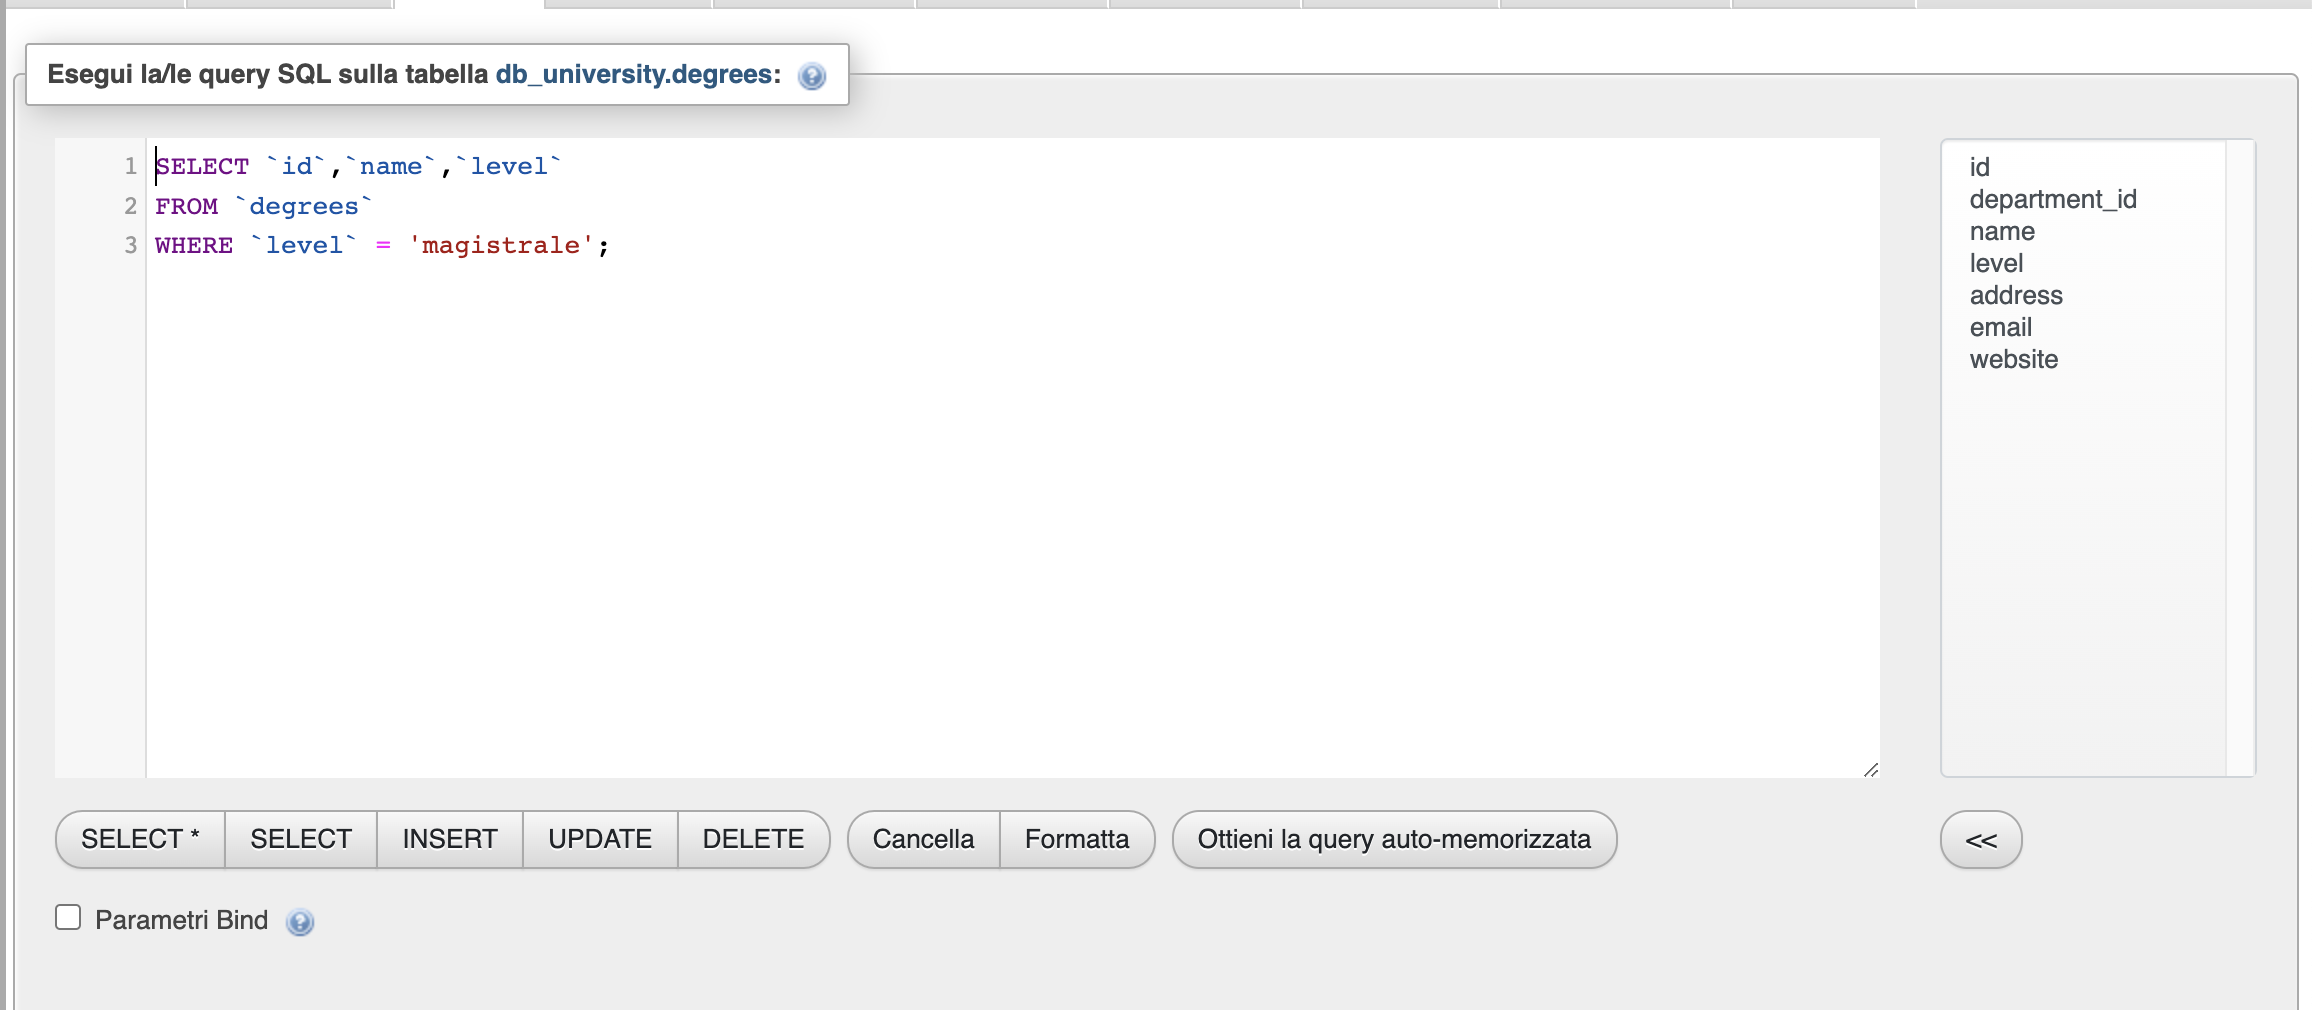 Esegui la/le query SQL sulla tabella db_university.degrees:
1 SELECT `id`,`name`,`level`
2 FROM `degrees`
3 WHERE `level` = 'magistrale';
id
department_id
name
level
address
email
website
SELECT * SELECT INSERT UPDATE DELETE Cancella Formatta Ottieni la query auto-memorizzata <<
Parametri Bind